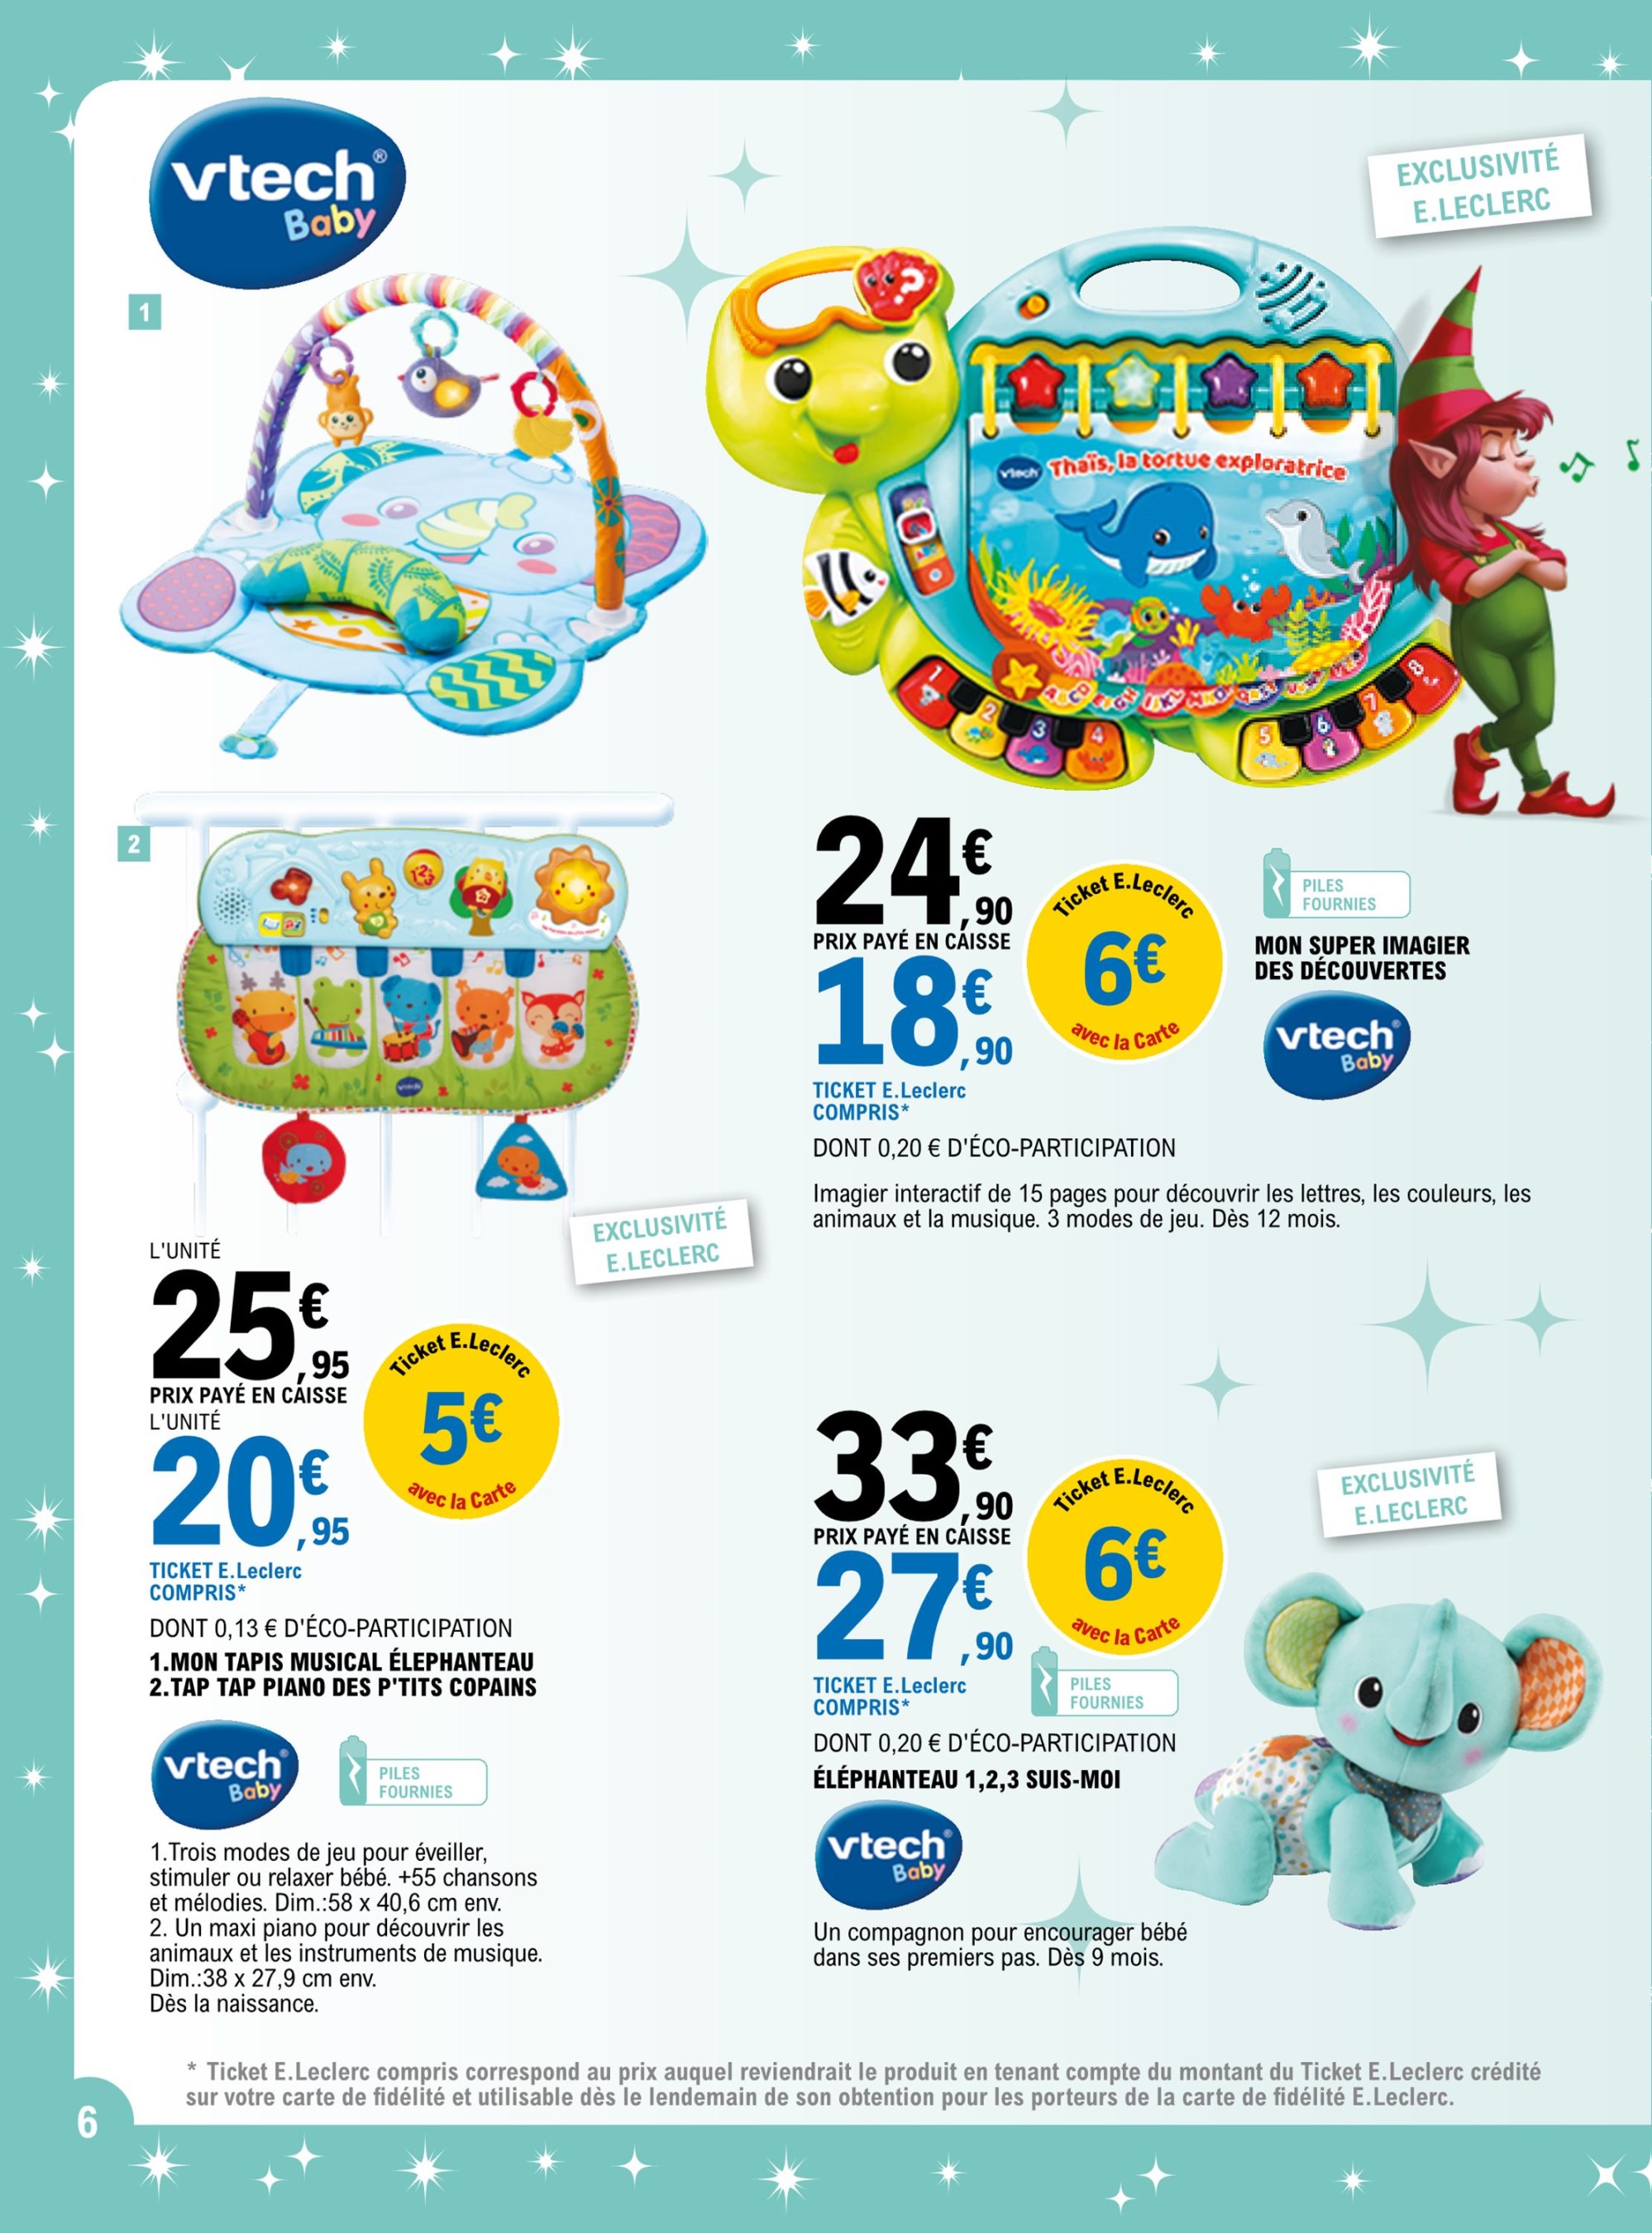 vtech®
Baby
EXCLUSIVITÉ
E.LECLERC
1
?
vtech Thaïs, la tortue exploratrice
1
2
3
4
5
6
7
8
2
123
vtech
24€,90
PRIX PAYÉ EN CAISSE
18€,90
TICKET E.Leclerc
COMPRIS*
Ticket E.Leclerc
6€
avec la Carte
PILES
FOURNIES
MON SUPER IMAGIER
DES DÉCOUVERTES
vtech®
Baby
DONT 0,20 € D'ÉCO-PARTICIPATION
Imagier interactif de 15 pages pour découvrir les lettres, les couleurs, les
animaux et la musique. 3 modes de jeu. Dès 12 mois.
EXCLUSIVITÉ
E.LECLERC
L'UNITÉ
25€,95
PRIX PAYÉ EN CAISSE
L'UNITÉ
20€,95
TICKET E.Leclerc
COMPRIS*
Ticket E.Leclerc
5€
avec la Carte
DONT 0,13 € D'ÉCO-PARTICIPATION
1.MON TAPIS MUSICAL ÉLEPHANTEAU
2.TAP TAP PIANO DES P'TITS COPAINS
vtech®
Baby
PILES
FOURNIES
1.Trois modes de jeu pour éveiller,
stimuler ou relaxer bébé. +55 chansons
et mélodies. Dim.:58 x 40,6 cm env.
2. Un maxi piano pour découvrir les
animaux et les instruments de musique.
Dim.:38 x 27,9 cm env.
Dès la naissance.
33€,90
PRIX PAYÉ EN CAISSE
27€,90
TICKET E.Leclerc
COMPRIS*
Ticket E.Leclerc
6€
avec la Carte
PILES
FOURNIES
EXCLUSIVITÉ
E.LECLERC
DONT 0,20 € D'ÉCO-PARTICIPATION
ÉLÉPHANTEAU 1,2,3 SUIS-MOI
vtech®
Baby
Un compagnon pour encourager bébé
dans ses premiers pas. Dès 9 mois.
* Ticket E.Leclerc compris correspond au prix auquel reviendrait le produit en tenant compte du montant du Ticket E.Leclerc crédité
sur votre carte de fidélité et utilisable dès le lendemain de son obtention pour les porteurs de la carte de fidélité E.Leclerc.
6